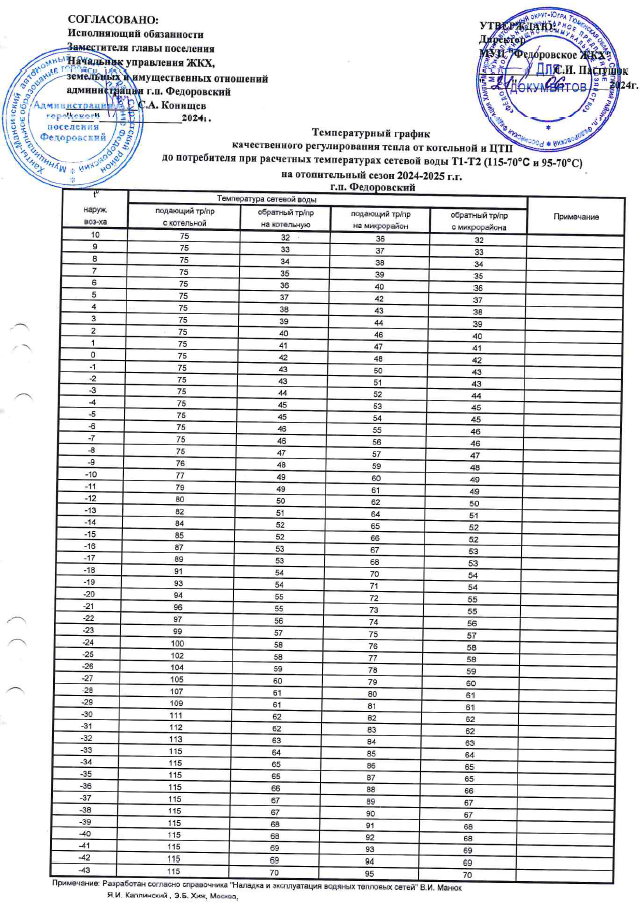 СОГЛАСОВАНО:
Исполняющий обязанности
Заместителя главы поселения
Начальник управления ЖКХ,
земельных и имущественных отношений
администрации г.п. Федоровский
С.А. Конищев
2024г.
УТВЕРЖДАЮ:
Директор
МУП "Федоровское ЖКХ"
С.И. Пастушок
2024г.
Администрация
городского
поселения
Федоровский
Для
документов
Температурный график
качественного регулирования тепла от котельной и ЦТП
до потребителя при расчетных температурах сетевой воды Т1-Т2 (115-70°С и 95-70°С)
на отопительный сезон 2024-2025 г.г.
г.п. Федоровский
t° наруж. воз-ха | Температура сетевой воды | Примечание
подающий тр/пр с котельной | обратный тр/пр на котельную | подающий тр/пр на микрорайон | обратный тр/пр с микрорайона
10 75 32 36 32
9 75 33 37 33
8 75 34 38 34
7 75 35 39 35
6 75 36 40 36
5 75 37 42 37
4 75 38 43 38
3 75 39 44 39
2 75 40 46 40
1 75 41 47 41
0 75 42 48 42
-1 75 43 50 43
-2 75 43 51 43
-3 75 44 52 44
-4 75 45 53 45
-5 75 45 54 45
-6 75 46 55 46
-7 75 46 56 46
-8 75 47 57 47
-9 76 48 59 48
-10 77 49 60 49
-11 79 49 61 49
-12 80 50 62 50
-13 82 51 64 51
-14 84 52 65 52
-15 85 52 66 52
-16 87 53 67 53
-17 89 53 68 53
-18 91 54 70 54
-19 93 54 71 54
-20 94 55 72 55
-21 96 55 73 55
-22 97 56 74 56
-23 99 57 75 57
-24 100 58 76 58
-25 102 58 77 58
-26 104 59 78 59
-27 105 60 79 60
-28 107 61 80 61
-29 109 61 81 61
-30 111 62 82 62
-31 112 62 83 62
-32 113 63 84 63
-33 115 64 85 64
-34 115 65 86 65
-35 115 65 87 65
-36 115 66 88 66
-37 115 67 89 67
-38 115 67 90 67
-39 115 68 91 68
-40 115 68 92 68
-41 115 69 93 69
-42 115 69 94 69
-43 115 70 95 70
Примечание: Разработан согласно справочника "Наладка и эксплуатация водяных тепловых сетей" В.И. Манюк
Я.И. Каплинский , Э.Б. Хиж, Москва,